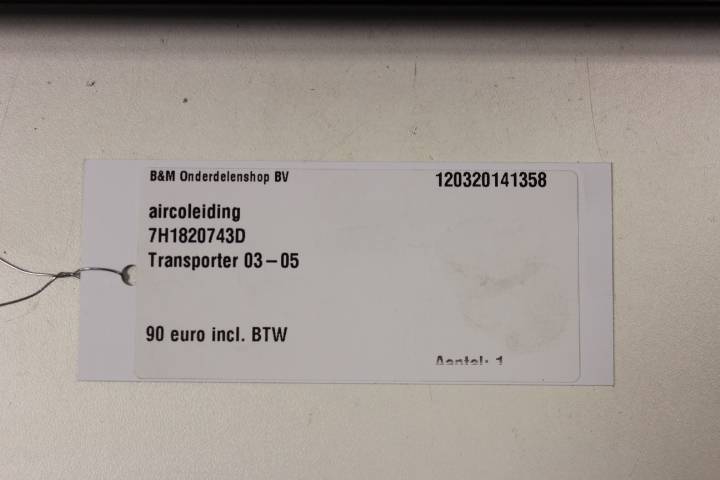 B&M Onderdelenshop BV 120320141358
aircoleiding
7H1820743D
Transporter 03-05
90 euro incl. BTW
Aantal: 1